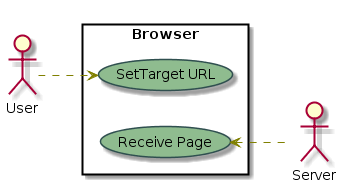 Browser
SetTarget URL
User
Receive Page
Server